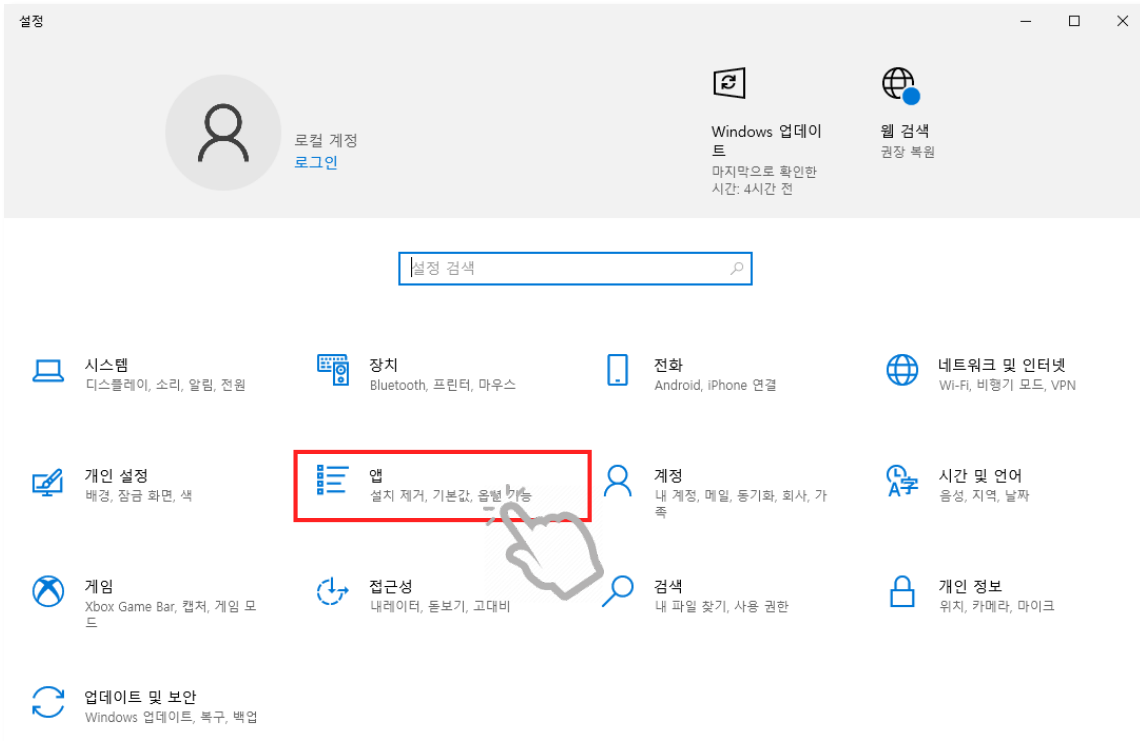 설정
로컬 계정
로그인
Windows 업데이
트
마지막으로 확인한
시간: 4시간 전
웹 검색
권장 복원
설정 검색
시스템
디스플레이, 소리, 알림, 전원
장치
Bluetooth, 프린터, 마우스
전화
Android, iPhone 연결
네트워크 및 인터넷
Wi-Fi, 비행기 모드, VPN
개인 설정
배경, 잠금 화면, 색
앱
설치 제거, 기본값, 옵션 기능
계정
내 계정, 메일, 동기화, 회사, 가
족
시간 및 언어
음성, 지역, 날짜
게임
Xbox Game Bar, 캡처, 게임 모
드
접근성
내레이터, 돋보기, 고대비
검색
내 파일 찾기, 사용 권한
개인 정보
위치, 카메라, 마이크
업데이트 및 보안
Windows 업데이트, 복구, 백업